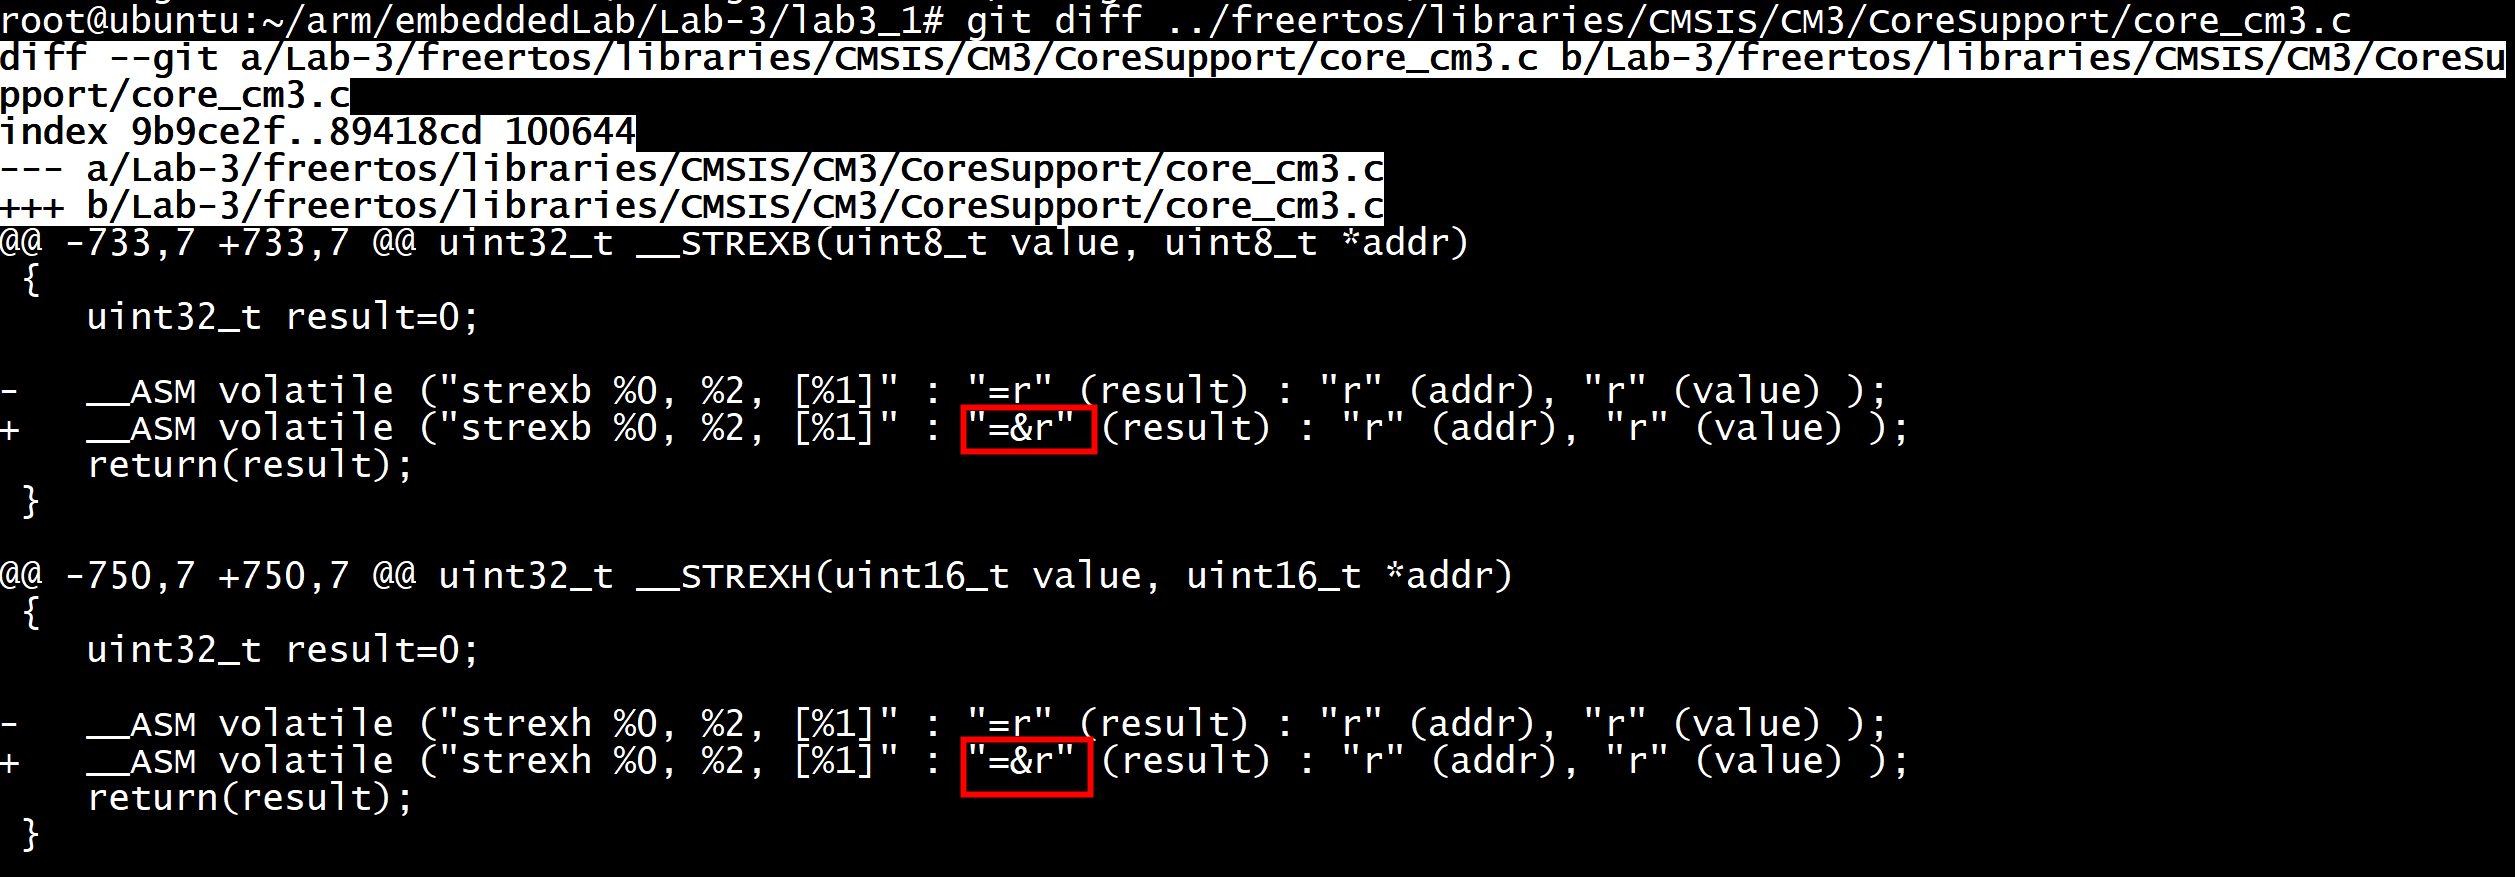 root@ubuntu:~/arm/embeddedLab/Lab-3/lab3_1# git diff ../freertos/libraries/CMSIS/CM3/CoreSupport/core_cm3.c
diff --git a/Lab-3/freertos/libraries/CMSIS/CM3/CoreSupport/core_cm3.c b/Lab-3/freertos/libraries/CMSIS/CM3/CoreSu
pport/core_cm3.c
index 9b9ce2f..89418cd 100644
--- a/Lab-3/freertos/libraries/CMSIS/CM3/CoreSupport/core_cm3.c
+++ b/Lab-3/freertos/libraries/CMSIS/CM3/CoreSupport/core_cm3.c
@@ -733,7 +733,7 @@ uint32_t __STREXB(uint8_t value, uint8_t *addr)
 {
    uint32_t result=0;
-   __ASM volatile ("strexb %0, %2, [%1]" : "=r" (result) : "r" (addr), "r" (value) );
+   __ASM volatile ("strexb %0, %2, [%1]" : "=&r" (result) : "r" (addr), "r" (value) );
    return(result);
 }
@@ -750,7 +750,7 @@ uint32_t __STREXH(uint16_t value, uint16_t *addr)
 {
    uint32_t result=0;
-   __ASM volatile ("strexh %0, %2, [%1]" : "=r" (result) : "r" (addr), "r" (value) );
+   __ASM volatile ("strexh %0, %2, [%1]" : "=&r" (result) : "r" (addr), "r" (value) );
    return(result);
 }